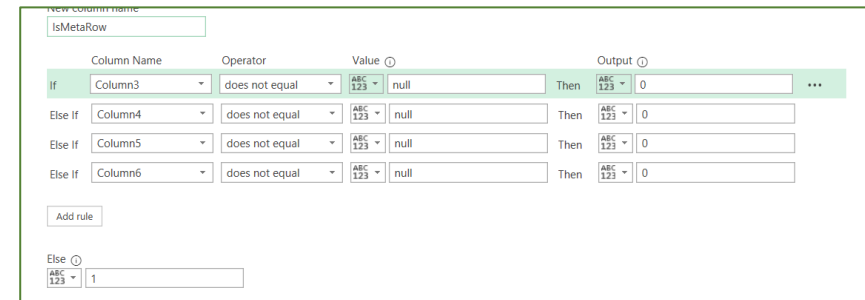 New column name
IsMetaRow
Column Name Operator Value Output
If Column3 does not equal ABC 123 null Then ABC 123 0 ...
Else If Column4 does not equal ABC 123 null Then ABC 123 0
Else If Column5 does not equal ABC 123 null Then ABC 123 0
Else If Column6 does not equal ABC 123 null Then ABC 123 0
Add rule
Else
ABC 123 1